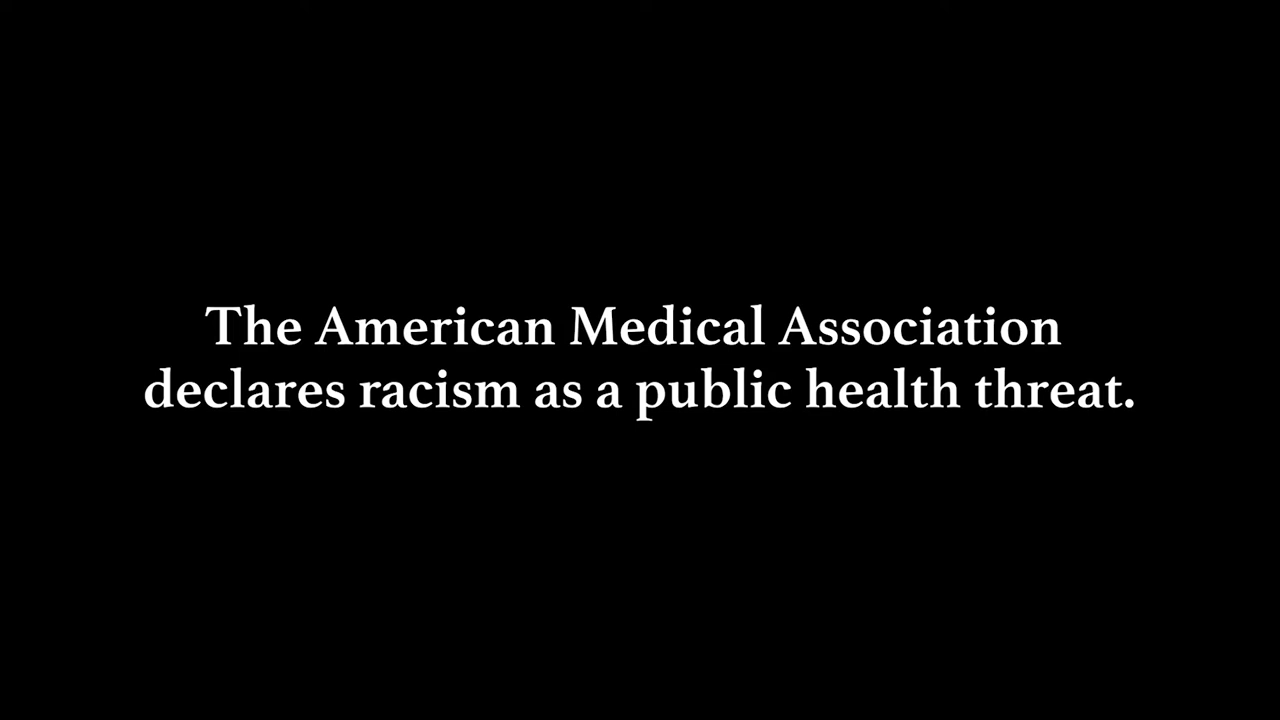 The American Medical Association
declares racism as a public health threat.